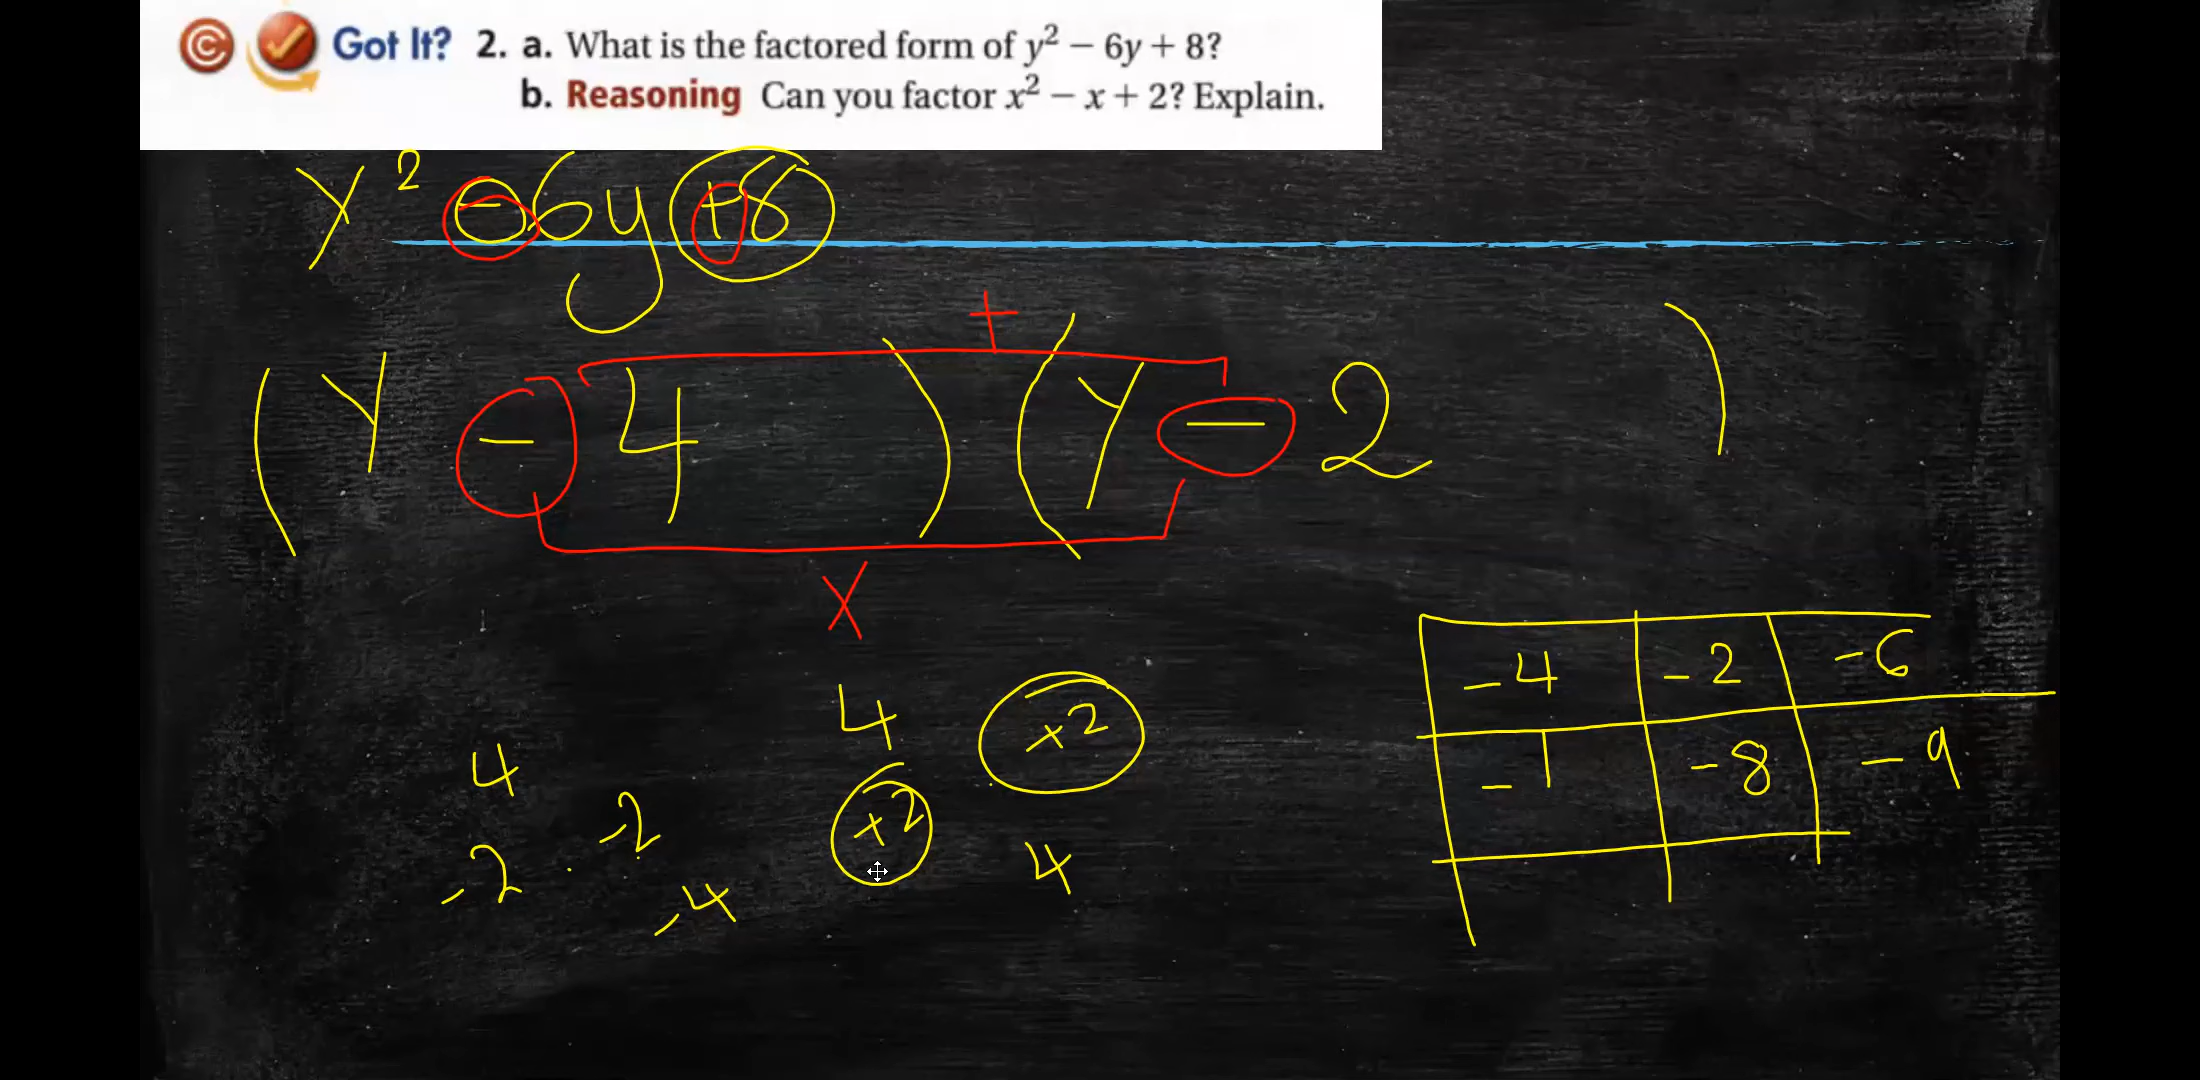 © Got It? 2. a. What is the factored form of y² − 6y + 8?
b. Reasoning Can you factor x² − x + 2? Explain.
y² − 6y + 8
+
(y − 4 ) (y − 2 )
x
4 +2
4 -2 +2 4
-2 -4
-4 -2 -6
-1 -8 -9